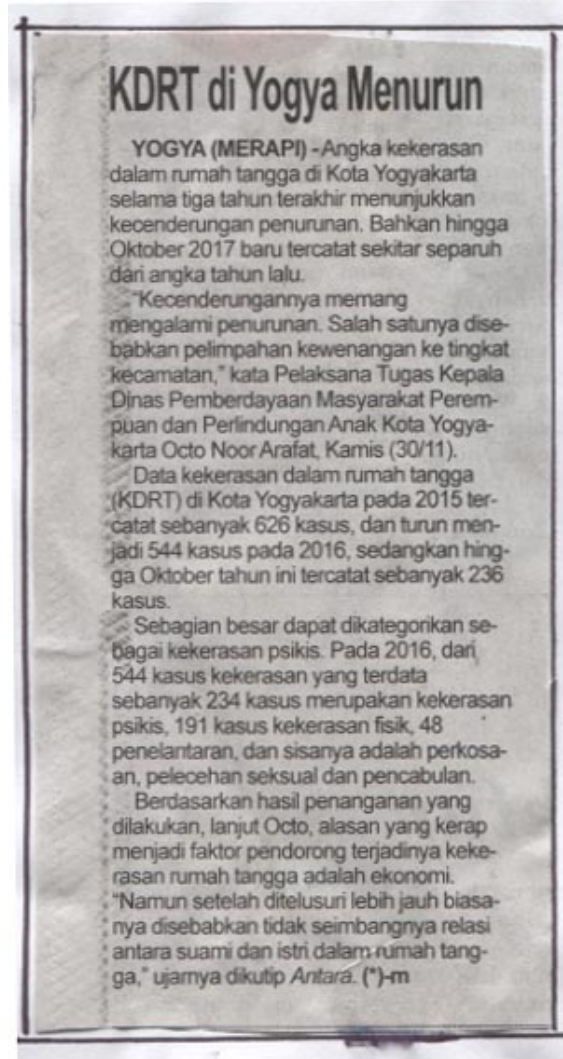 KDRT di Yogya Menurun
YOGYA (MERAPI) - Angka kekerasan
dalam rumah tangga di Kota Yogyakarta
selama tiga tahun terakhir menunjukkan
kecenderungan penurunan. Bahkan hingga
Oktober 2017 baru tercatat sekitar separuh
dari angka tahun lalu.
"Kecenderungannya memang
mengalami penurunan. Salah satunya dise-
babkan pelimpahan kewenangan ke tingkat
kecamatan," kata Pelaksana Tugas Kepala
Dinas Pemberdayaan Masyarakat Perem-
puan dan Perlindungan Anak Kota Yogya-
karta Octo Noor Arafat, Kamis (30/11).
Data kekerasan dalam rumah tangga
(KDRT) di Kota Yogyakarta pada 2015 ter-
catat sebanyak 626 kasus, dan turun men-
jadi 544 kasus pada 2016, sedangkan hing-
ga Oktober tahun ini tercatat sebanyak 236
kasus.
Sebagian besar dapat dikategorikan se-
bagai kekerasan psikis. Pada 2016, dari
544 kasus kekerasan yang terdata
sebanyak 234 kasus merupakan kekerasan
psikis, 191 kasus kekerasan fisik, 48
penelantaran, dan sisanya adalah perkosa-
an, pelecehan seksual dan pencabulan.
Berdasarkan hasil penanganan yang
dilakukan, lanjut Octo, alasan yang kerap
menjadi faktor pendorong terjadinya keke-
rasan rumah tangga adalah ekonomi.
"Namun setelah ditelusuri lebih jauh biasa-
nya disebabkan tidak seimbangnya relasi
antara suami dan istri dalam rumah tang-
ga," ujarnya dikutip Antara. (*)-m